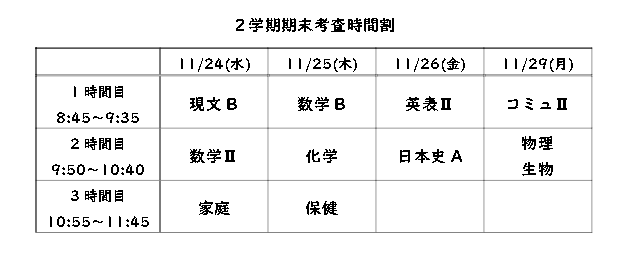 ２学期期末考査時間割
11/24(水) 11/25(木) 11/26(金) 11/29(月)
１時間目
8:45～9:35
現文Ｂ 数学Ｂ 英表Ⅱ コミュⅡ
２時間目
9:50～10:40
数学Ⅱ 化学 日本史Ａ 物理
生物
３時間目
10:55～11:45
家庭 保健